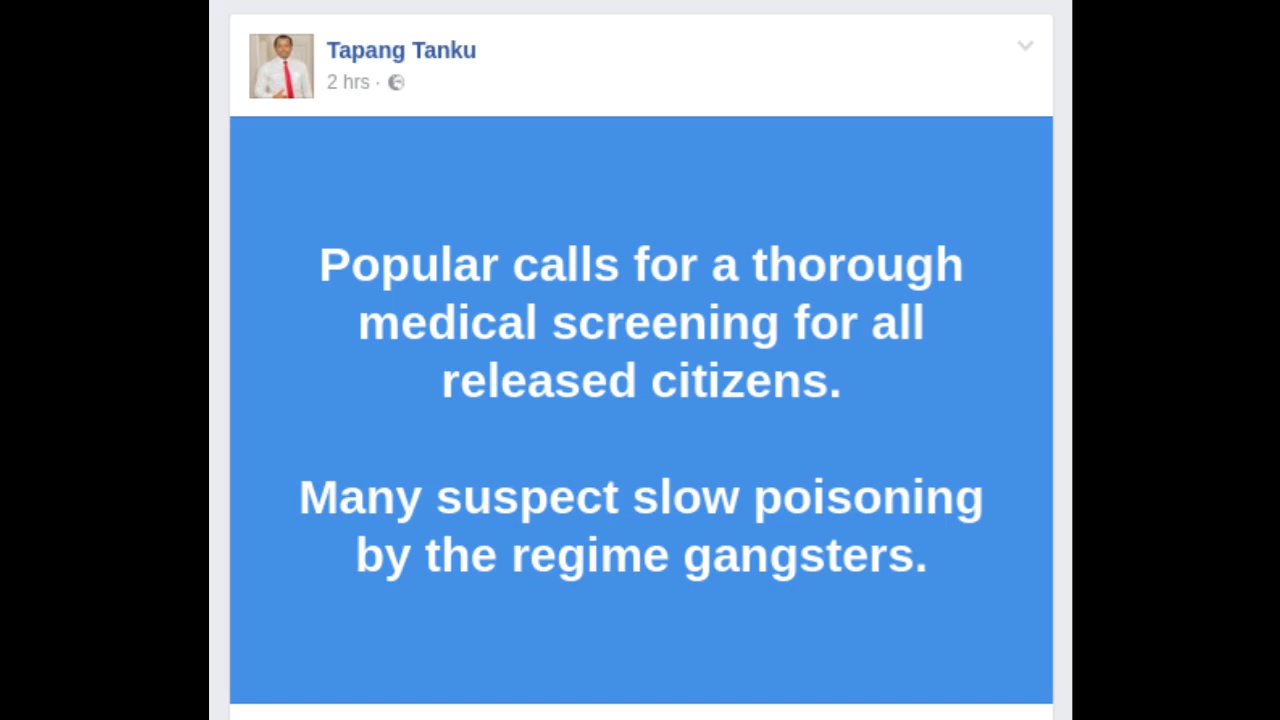 Tapang Tanku
2 hrs ·
Popular calls for a thorough
medical screening for all
released citizens.
Many suspect slow poisoning
by the regime gangsters.